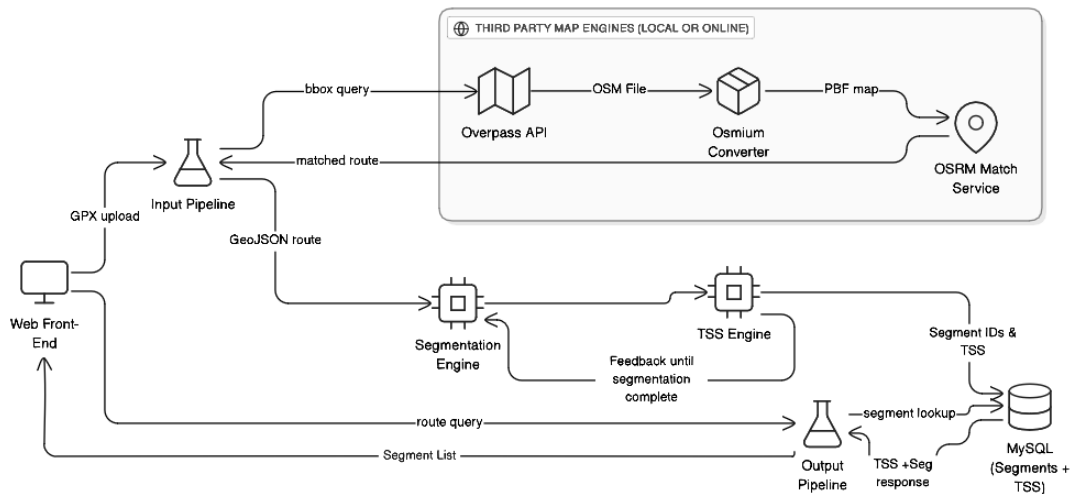 THIRD PARTY MAP ENGINES (LOCAL OR ONLINE)
bbox query
OSM File
PBF map
Overpass API
Osmium
Converter
matched route
OSRM Match
Service
Input Pipeline
GPX upload
GeoJSON route
Web Front-
End
Segmentation
Engine
TSS Engine
Feedback until
segmentation
complete
Segment IDs &
TSS
route query
segment lookup
Segment List
Output
Pipeline
TSS +Seg
response
MySQL
(Segments +
TSS)